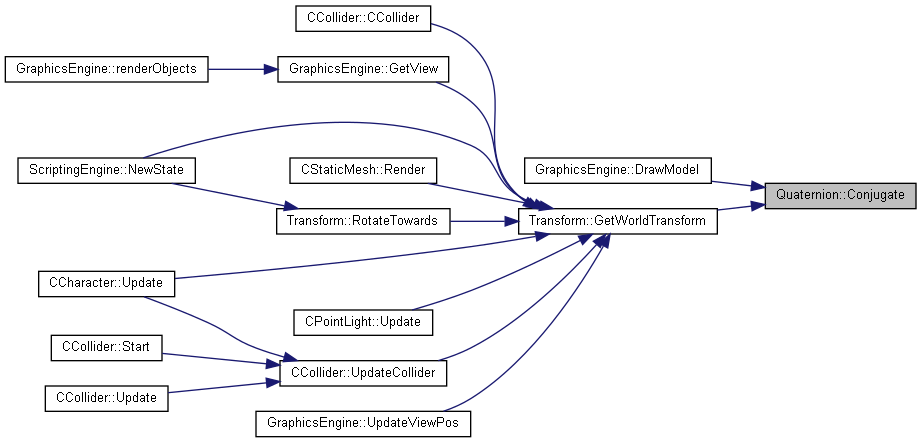 CCollider::CCollider
GraphicsEngine::renderObjects
GraphicsEngine::GetView
ScriptingEngine::NewState
CStaticMesh::Render
GraphicsEngine::DrawModel
Quaternion::Conjugate
Transform::RotateTowards
Transform::GetWorldTransform
CCharacter::Update
CPointLight::Update
CCollider::Start
CCollider::UpdateCollider
CCollider::Update
GraphicsEngine::UpdateViewPos